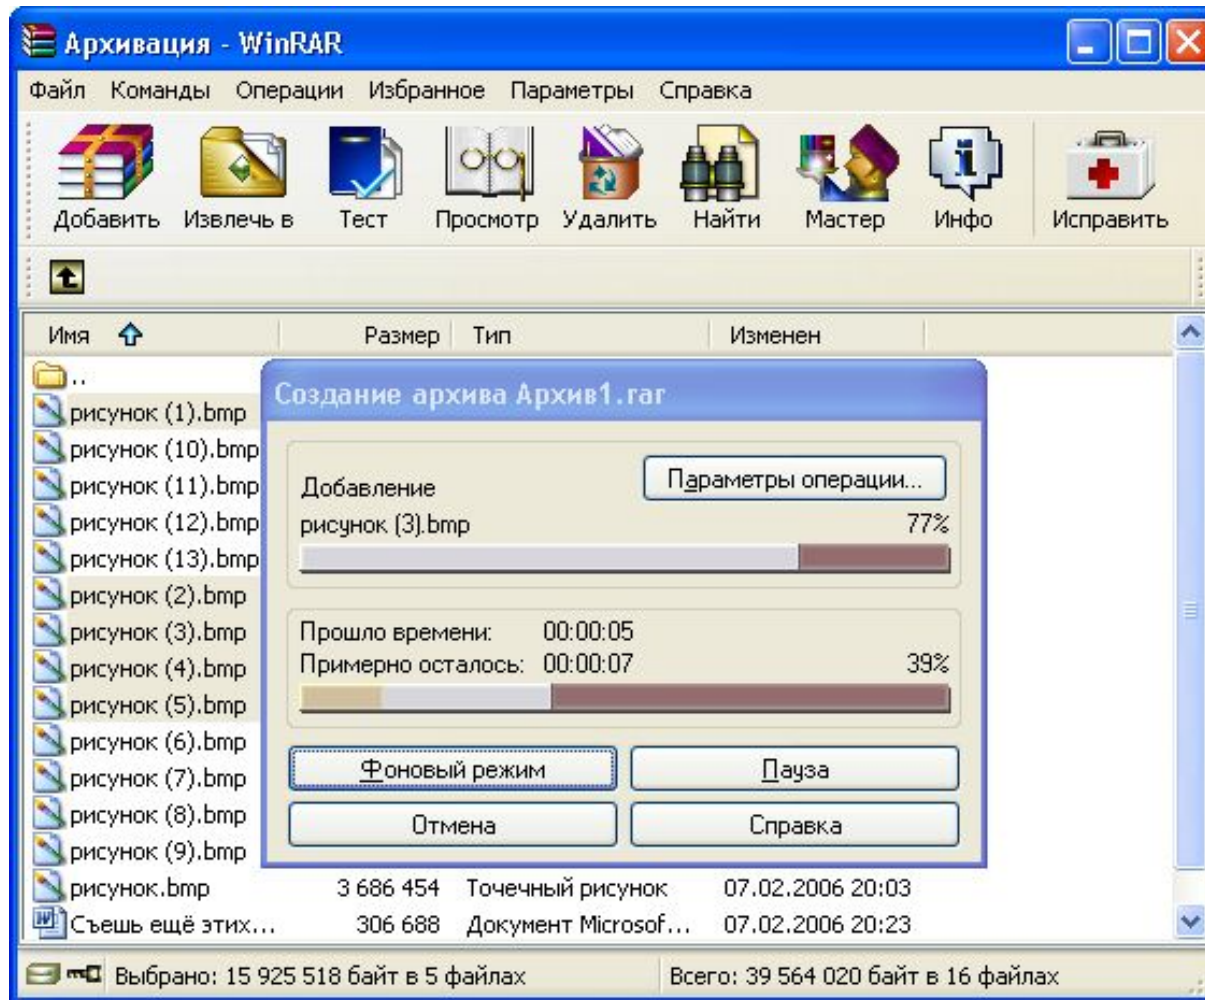 Архивация - WinRAR
Файл Команды Операции Избранное Параметры Справка
Добавить Извлечь в Тест Просмотр Удалить Найти Мастер Инфо Исправить
Имя Размер Тип Изменен
..
рисунок (1).bmp
рисунок (10).bmp
рисунок (11).bmp
рисунок (12).bmp
рисунок (13).bmp
рисунок (2).bmp
рисунок (3).bmp
рисунок (4).bmp
рисунок (5).bmp
рисунок (6).bmp
рисунок (7).bmp
рисунок (8).bmp
рисунок (9).bmp
рисунок.bmp 3 686 454 Точечный рисунок 07.02.2006 20:03
Съешь ещё этих... 306 688 Документ Microsof... 07.02.2006 20:23
Создание архива Архив1.rar
Параметры операции...
Добавление
рисунок (3).bmp 77%
Прошло времени: 00:00:05
Примерно осталось: 00:00:07 39%
Фоновый режим Пауза
Отмена Справка
Выбрано: 15 925 518 байт в 5 файлах Всего: 39 564 020 байт в 16 файлах